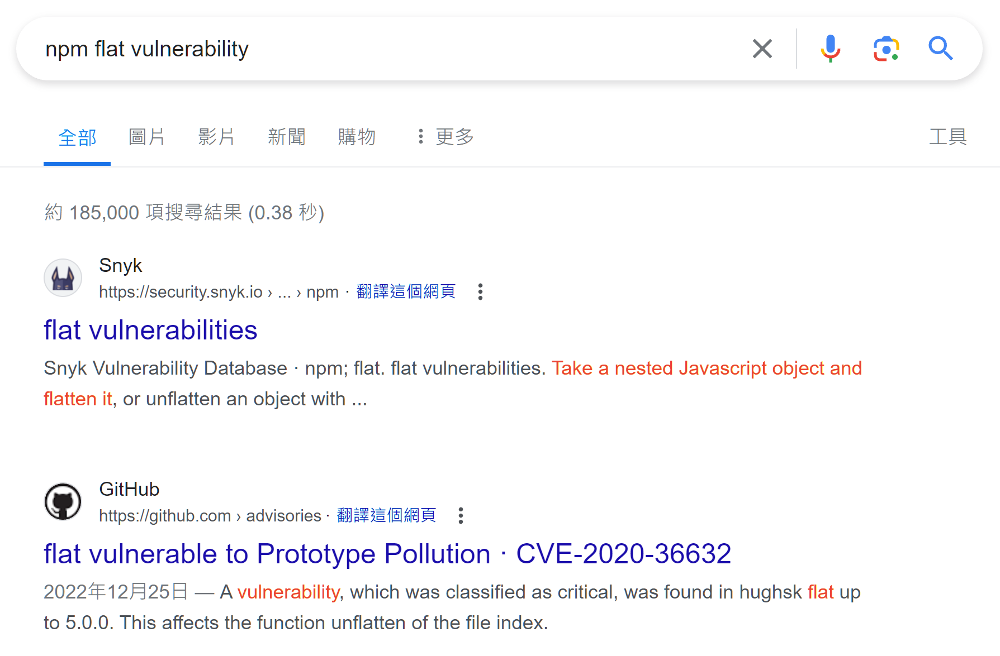 npm flat vulnerability
全部 圖片 影片 新聞 購物 更多 工具
約 185,000 項搜尋結果 (0.38 秒)
Snyk
https://security.snyk.io › ... › npm · 翻譯這個網頁
flat vulnerabilities
Snyk Vulnerability Database · npm; flat. flat vulnerabilities. Take a nested Javascript object and
flatten it, or unflatten an object with ...
GitHub
https://github.com › advisories · 翻譯這個網頁
flat vulnerable to Prototype Pollution · CVE-2020-36632
2022年12月25日 — A vulnerability, which was classified as critical, was found in hughsk flat up
to 5.0.0. This affects the function unflatten of the file index.